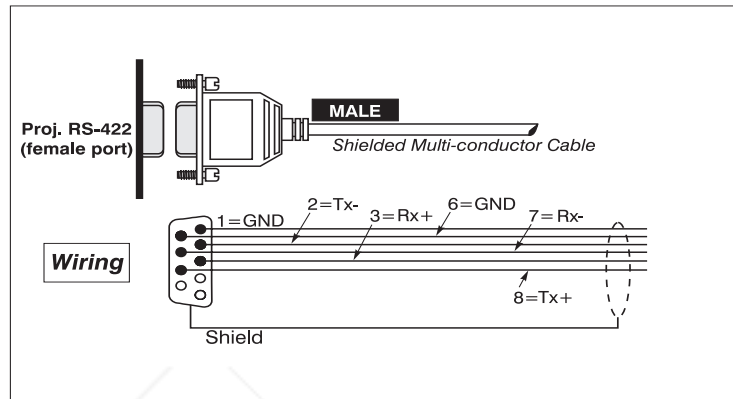 MALE
Proj. RS-422
(female port)
Shielded Multi-conductor Cable
1=GND
2=Tx-
3=Rx+
6=GND
7=Rx-
Wiring
8=Tx+
Shield